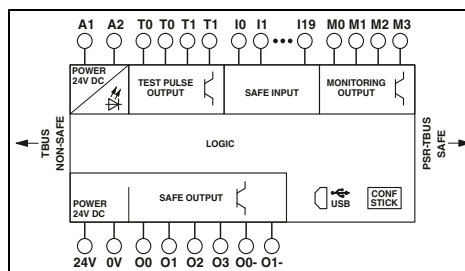 A1 A2 T0 T0 T1 T1 I0 I1 ••• I19 M0 M1 M2 M3
POWER
24V DC
TEST PULSE
OUTPUT
SAFE INPUT
MONITORING
OUTPUT
TBUS
NON-SAFE
LOGIC
PSR-TBUS
SAFE
POWER
24V DC
SAFE OUTPUT
USB
CONF
STICK
24V 0V O0 O1 O2 O3 O0- O1-